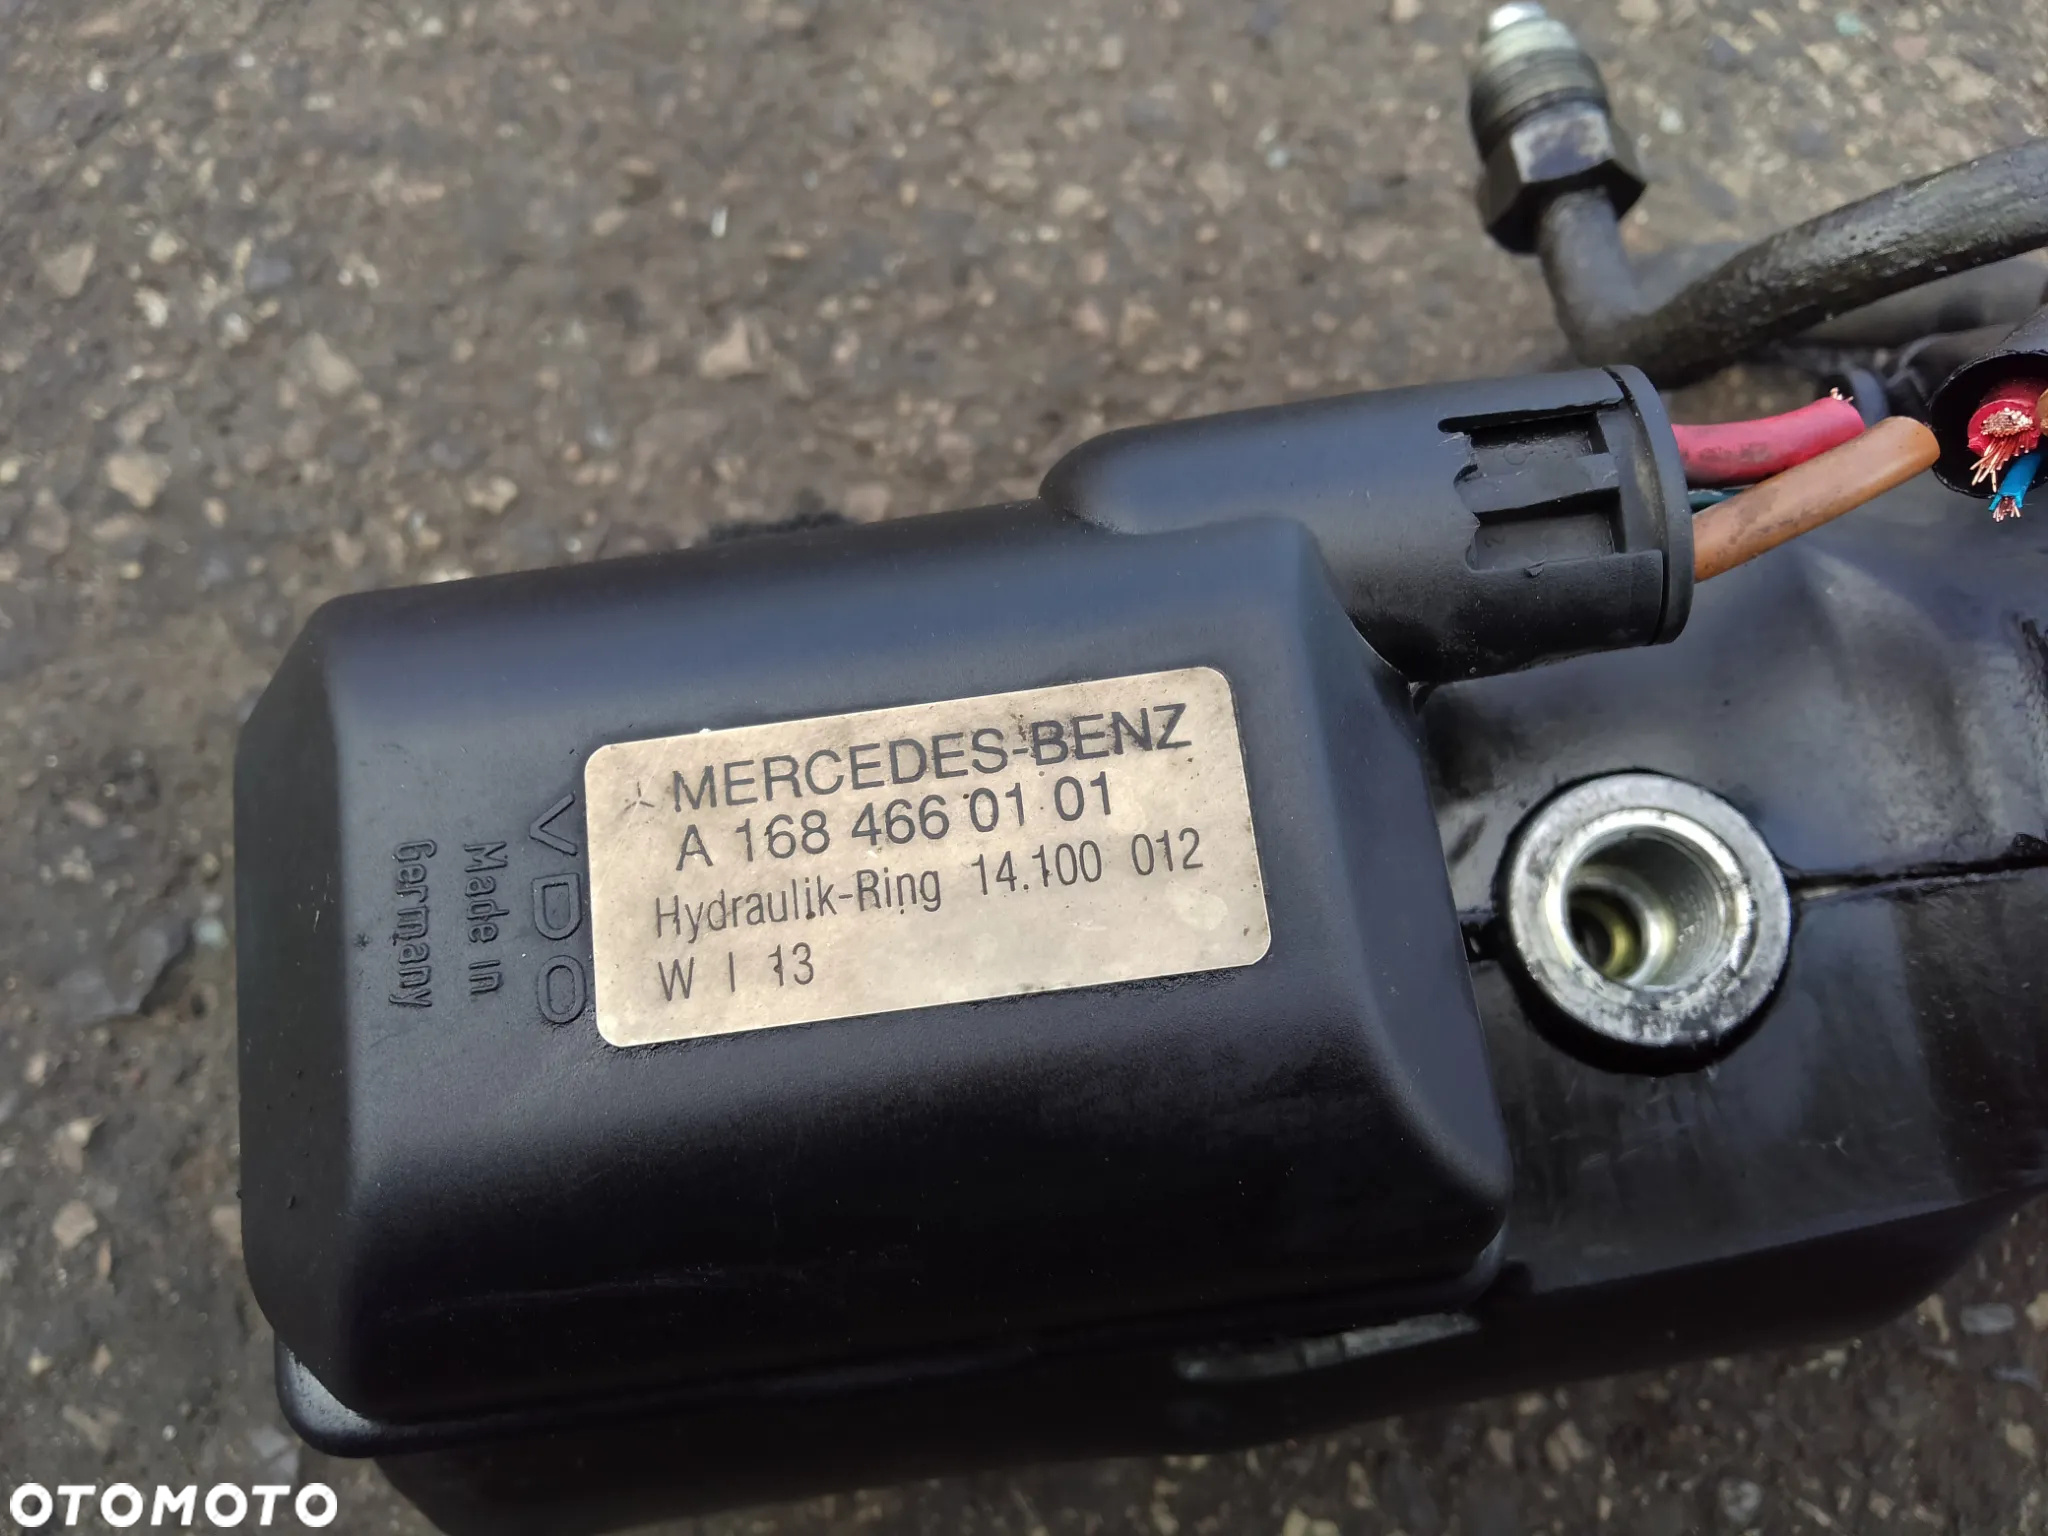 MERCEDES-BENZ
A 168 466 01 01
Hydraulik-Ring 14.100 012
W I 13
VDO
Made in
Germany
OTOMOTO